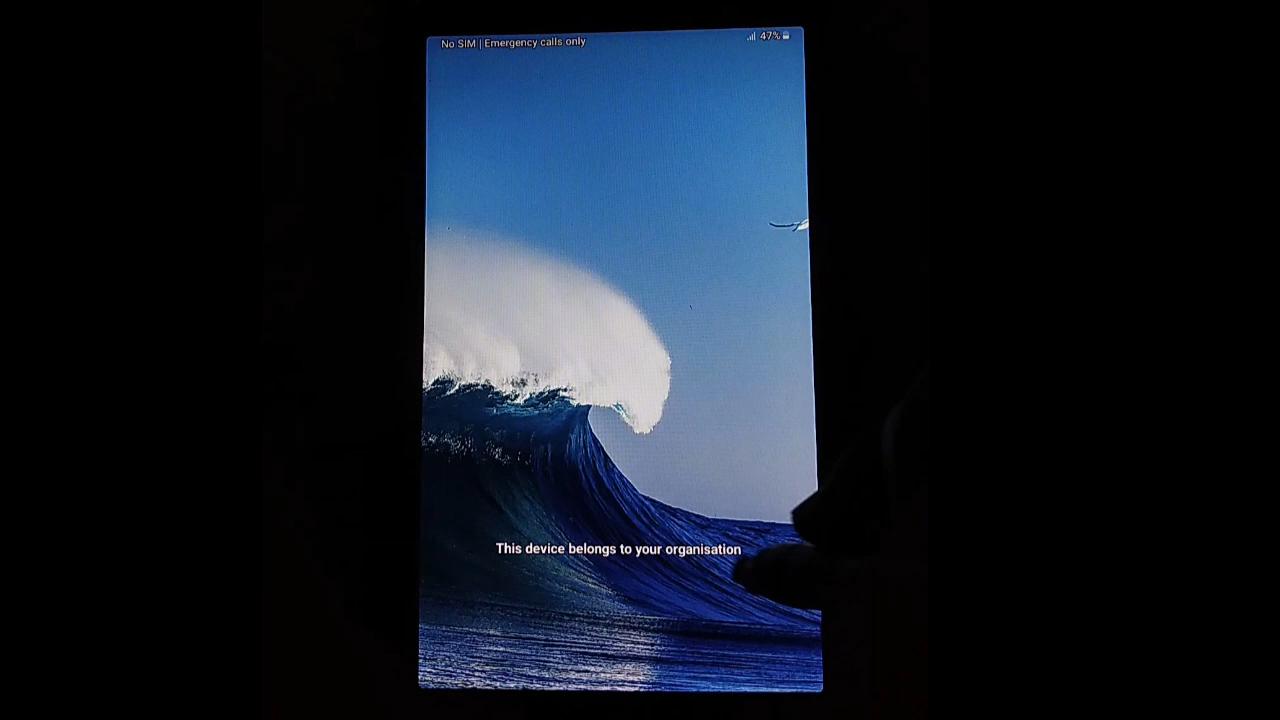 No SIM | Emergency calls only
47%
This device belongs to your organisation